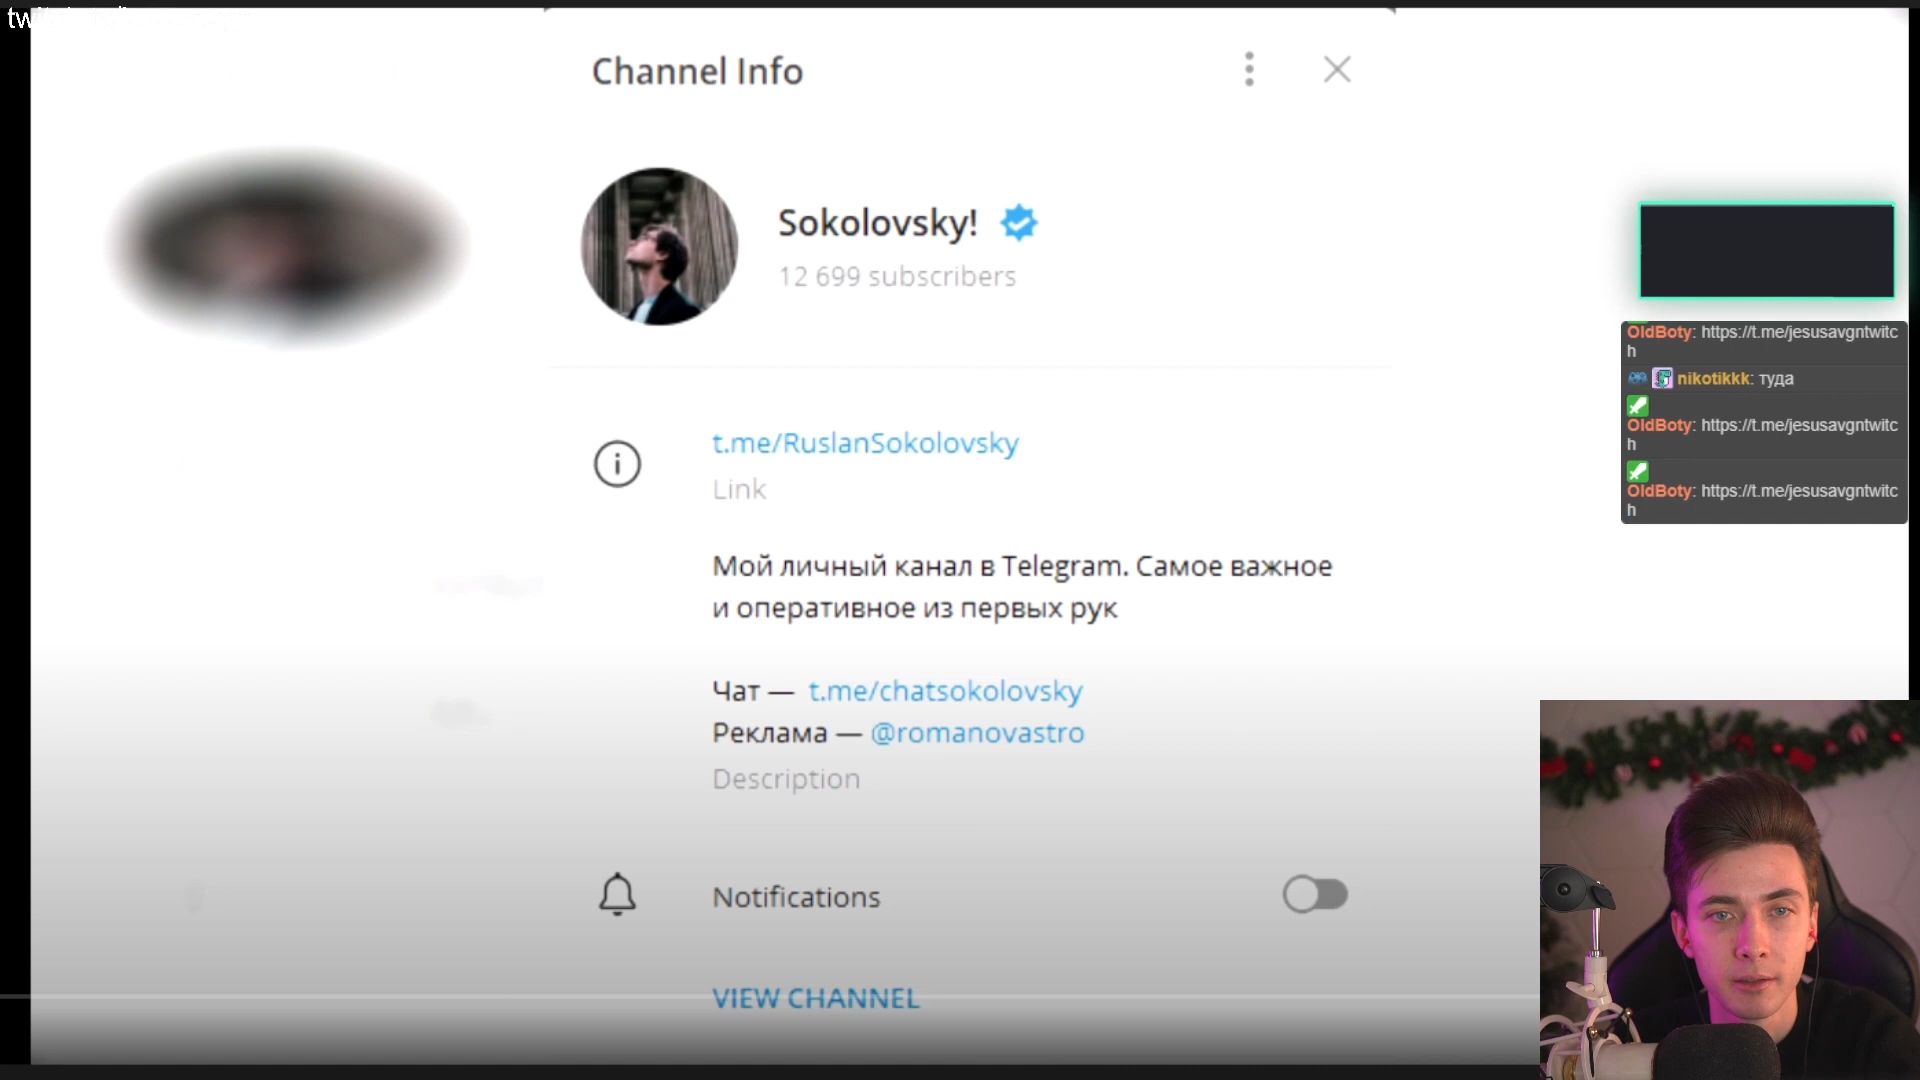 Channel Info
Sokolovsky!
12 699 subscribers
t.me/RuslanSokolovsky
Link
Мой личный канал в Telegram. Самое важное
и оперативное из первых рук
Чат — t.me/chatsokolovsky
Реклама — @romanovastro
Description
Notifications
VIEW CHANNEL
OldBoty: https://t.me/jesusavgntwitc
h
nikotikkk: туда
OldBoty: https://t.me/jesusavgntwitc
h
OldBoty: https://t.me/jesusavgntwitc
h